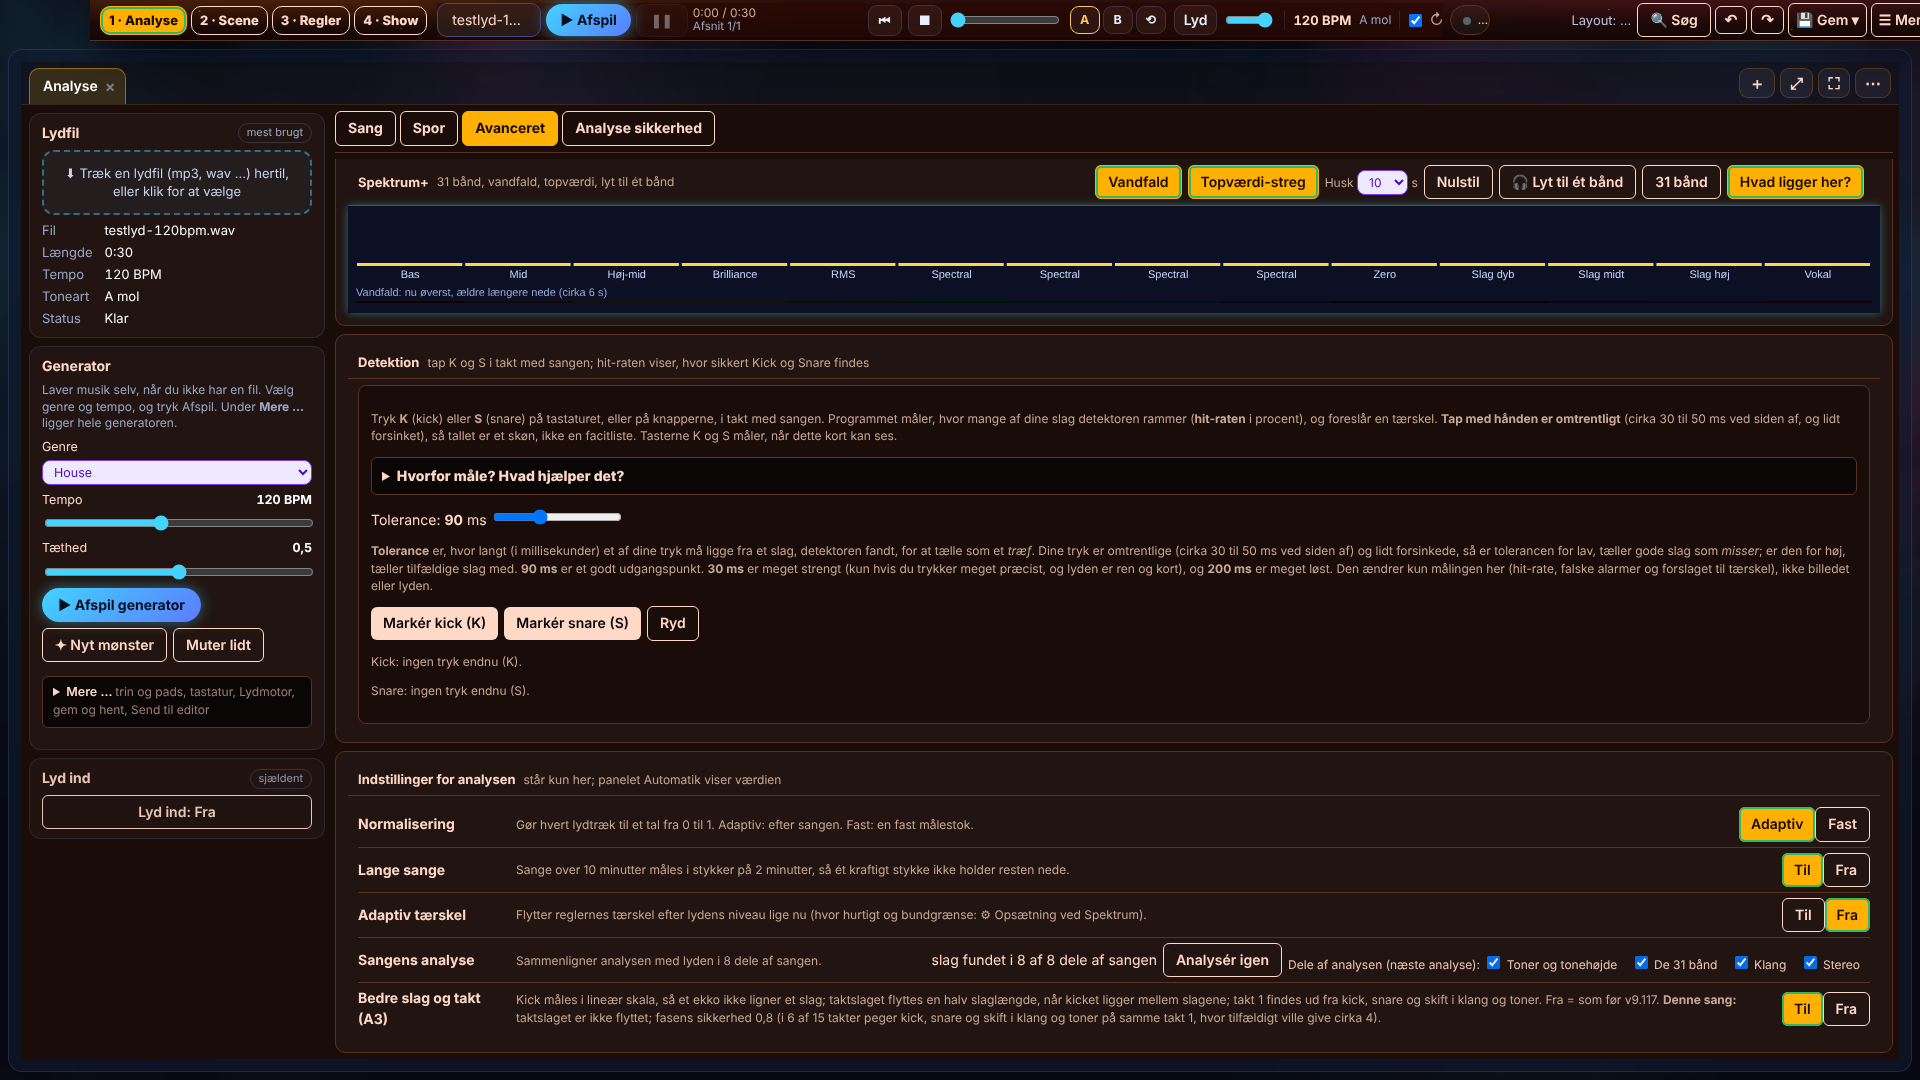 1 · Analyse 2 · Scene 3 · Regler 4 · Show testlyd-1... ▶ Afspil ❚❚ 0:00 / 0:30 ⏮ ⏹ A B ⟲ Lyd 120 BPM A mol ... Layout: ... 🔍 Søg ↶ ↷ 💾 Gem ▾ ☰ Mer
Afsnit 1/1
Analyse × + ⤢ ⛶ ⋯
Lydfil mest brugt
⬇ Træk en lydfil (mp3, wav ...) hertil,
eller klik for at vælge
Fil testlyd-120bpm.wav
Længde 0:30
Tempo 120 BPM
Toneart A mol
Status Klar
Generator
Laver musik selv, når du ikke har en fil. Vælg
genre og tempo, og tryk Afspil. Under Mere ...
ligger hele generatoren.
Genre
House
Tempo 120 BPM
Tæthed 0,5
▶ Afspil generator
✦ Nyt mønster Muter lidt
▶ Mere ... trin og pads, tastatur, Lydmotor,
gem og hent, Send til editor
Lyd ind sjældent
Lyd ind: Fra
Sang Spor Avanceret Analyse sikkerhed
Spektrum+ 31 bånd, vandfald, topværdi, lyt til ét bånd Vandfald Topværdi-streg Husk 10 s Nulstil 🎧 Lyt til ét bånd 31 bånd Hvad ligger her?
Bas Mid Høj-mid Brilliance RMS Spectral Spectral Spectral Spectral Zero Slag dyb Slag midt Slag høj Vokal
Vandfald: nu øverst, ældre længere nede (cirka 6 s)
Detektion tap K og S i takt med sangen; hit-raten viser, hvor sikkert Kick og Snare findes
Tryk K (kick) eller S (snare) på tastaturet, eller på knapperne, i takt med sangen. Programmet måler, hvor mange af dine slag detektoren rammer (hit-raten i procent), og foreslår en tærskel. Tap med hånden er omtrentligt (cirka 30 til 50 ms ved siden af, og lidt
forsinket), så tallet er et skøn, ikke en facitliste. Tasterne K og S måler, når dette kort kan ses.
▶ Hvorfor måle? Hvad hjælper det?
Tolerance: 90 ms
Tolerance er, hvor langt (i millisekunder) et af dine tryk må ligge fra et slag, detektoren fandt, for at tælle som et træf. Dine tryk er omtrentlige (cirka 30 til 50 ms ved siden af) og lidt forsinkede, så er tolerancen for lav, tæller gode slag som misser; er den for høj,
tæller tilfældige slag med. 90 ms er et godt udgangspunkt. 30 ms er meget strengt (kun hvis du trykker meget præcist, og lyden er ren og kort), og 200 ms er meget løst. Den ændrer kun målingen her (hit-rate, falske alarmer og forslaget til tærskel), ikke billedet
eller lyden.
Markér kick (K) Markér snare (S) Ryd
Kick: ingen tryk endnu (K).
Snare: ingen tryk endnu (S).
Indstillinger for analysen står kun her; panelet Automatik viser værdien
Normalisering Gør hvert lydtræk til et tal fra 0 til 1. Adaptiv: efter sangen. Fast: en fast målestok. Adaptiv Fast
Lange sange Sange over 10 minutter måles i stykker på 2 minutter, så ét kraftigt stykke ikke holder resten nede. Til Fra
Adaptiv tærskel Flytter reglernes tærskel efter lydens niveau lige nu (hvor hurtigt og bundgrænse: ⚙ Opsætning ved Spektrum). Til Fra
Sangens analyse Sammenligner analysen med lyden i 8 dele af sangen. slag fundet i 8 af 8 dele af sangen Analysér igen Dele af analysen (næste analyse): Toner og tonehøjde De 31 bånd Klang Stereo
Bedre slag og takt (A3) Kick måles i lineær skala, så et ekko ikke ligner et slag; taktslaget flyttes en halv slaglængde, når kicket ligger mellem slagene; takt 1 findes ud fra kick, snare og skift i klang og toner. Fra = som før v9.117. Denne sang: Til Fra
taktslaget er ikke flyttet; fasens sikkerhed 0,8 (i 6 af 15 takter peger kick, snare og skift i klang og toner på samme takt 1, hvor tilfældigt ville give cirka 4).